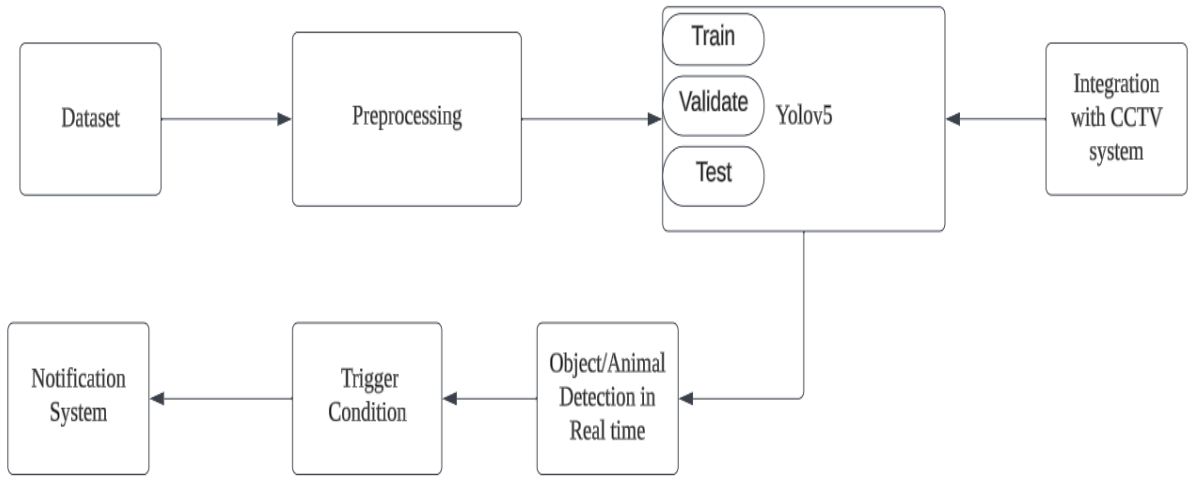 Dataset
Preprocessing
Train
Validate
Test
Yolov5
Integration
with CCTV
system
Notification
System
Trigger
Condition
Object/Animal
Detection in
Real time